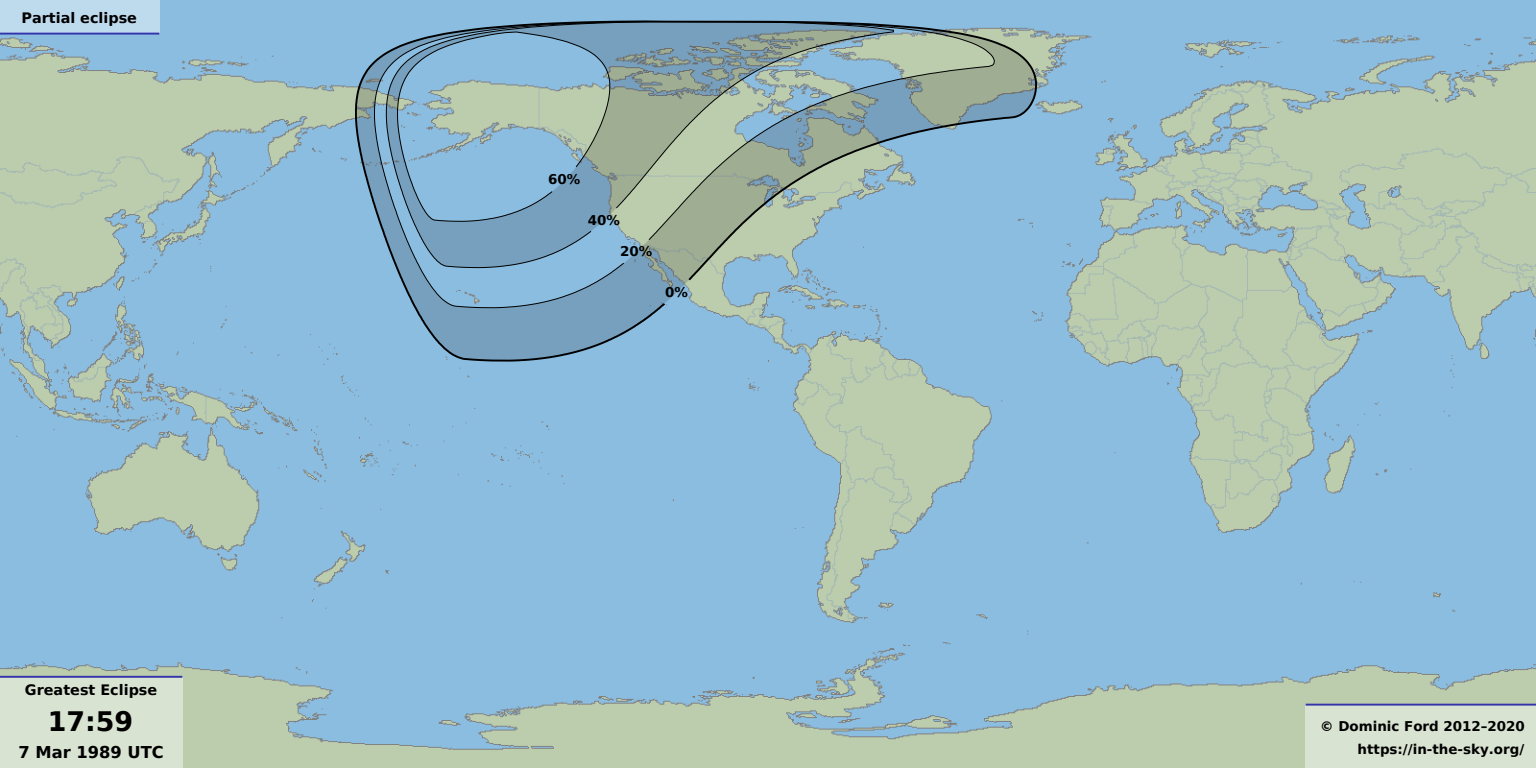 Partial eclipse
60%
40%
20%
0%
Greatest Eclipse
17:59
7 Mar 1989 UTC
© Dominic Ford 2012–2020
https://in-the-sky.org/